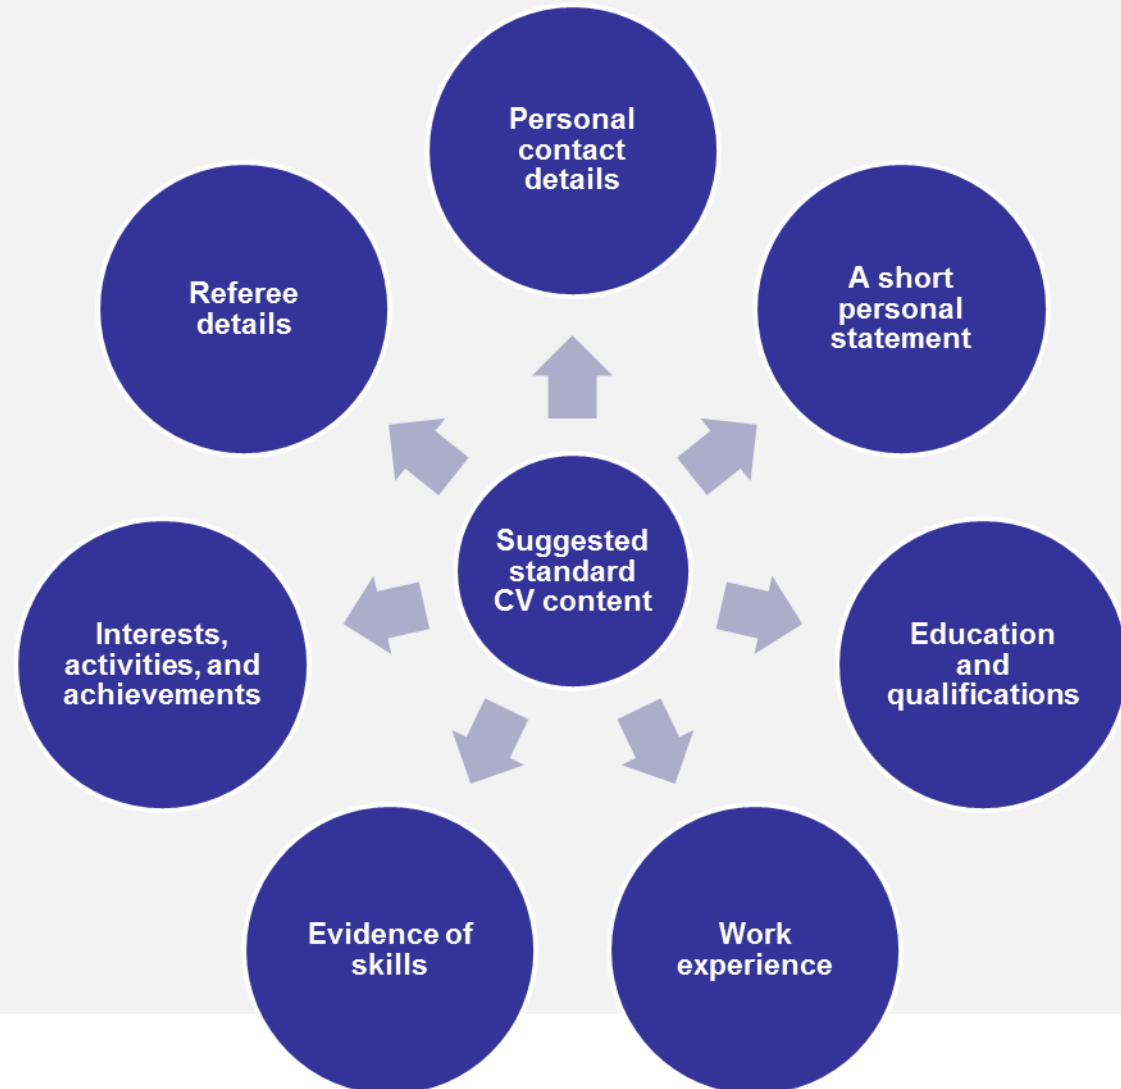 Personal
contact
details
A short
personal
statement
Education
and
qualifications
Work
experience
Evidence of
skills
Interests,
activities, and
achievements
Referee
details
Suggested
standard
CV content